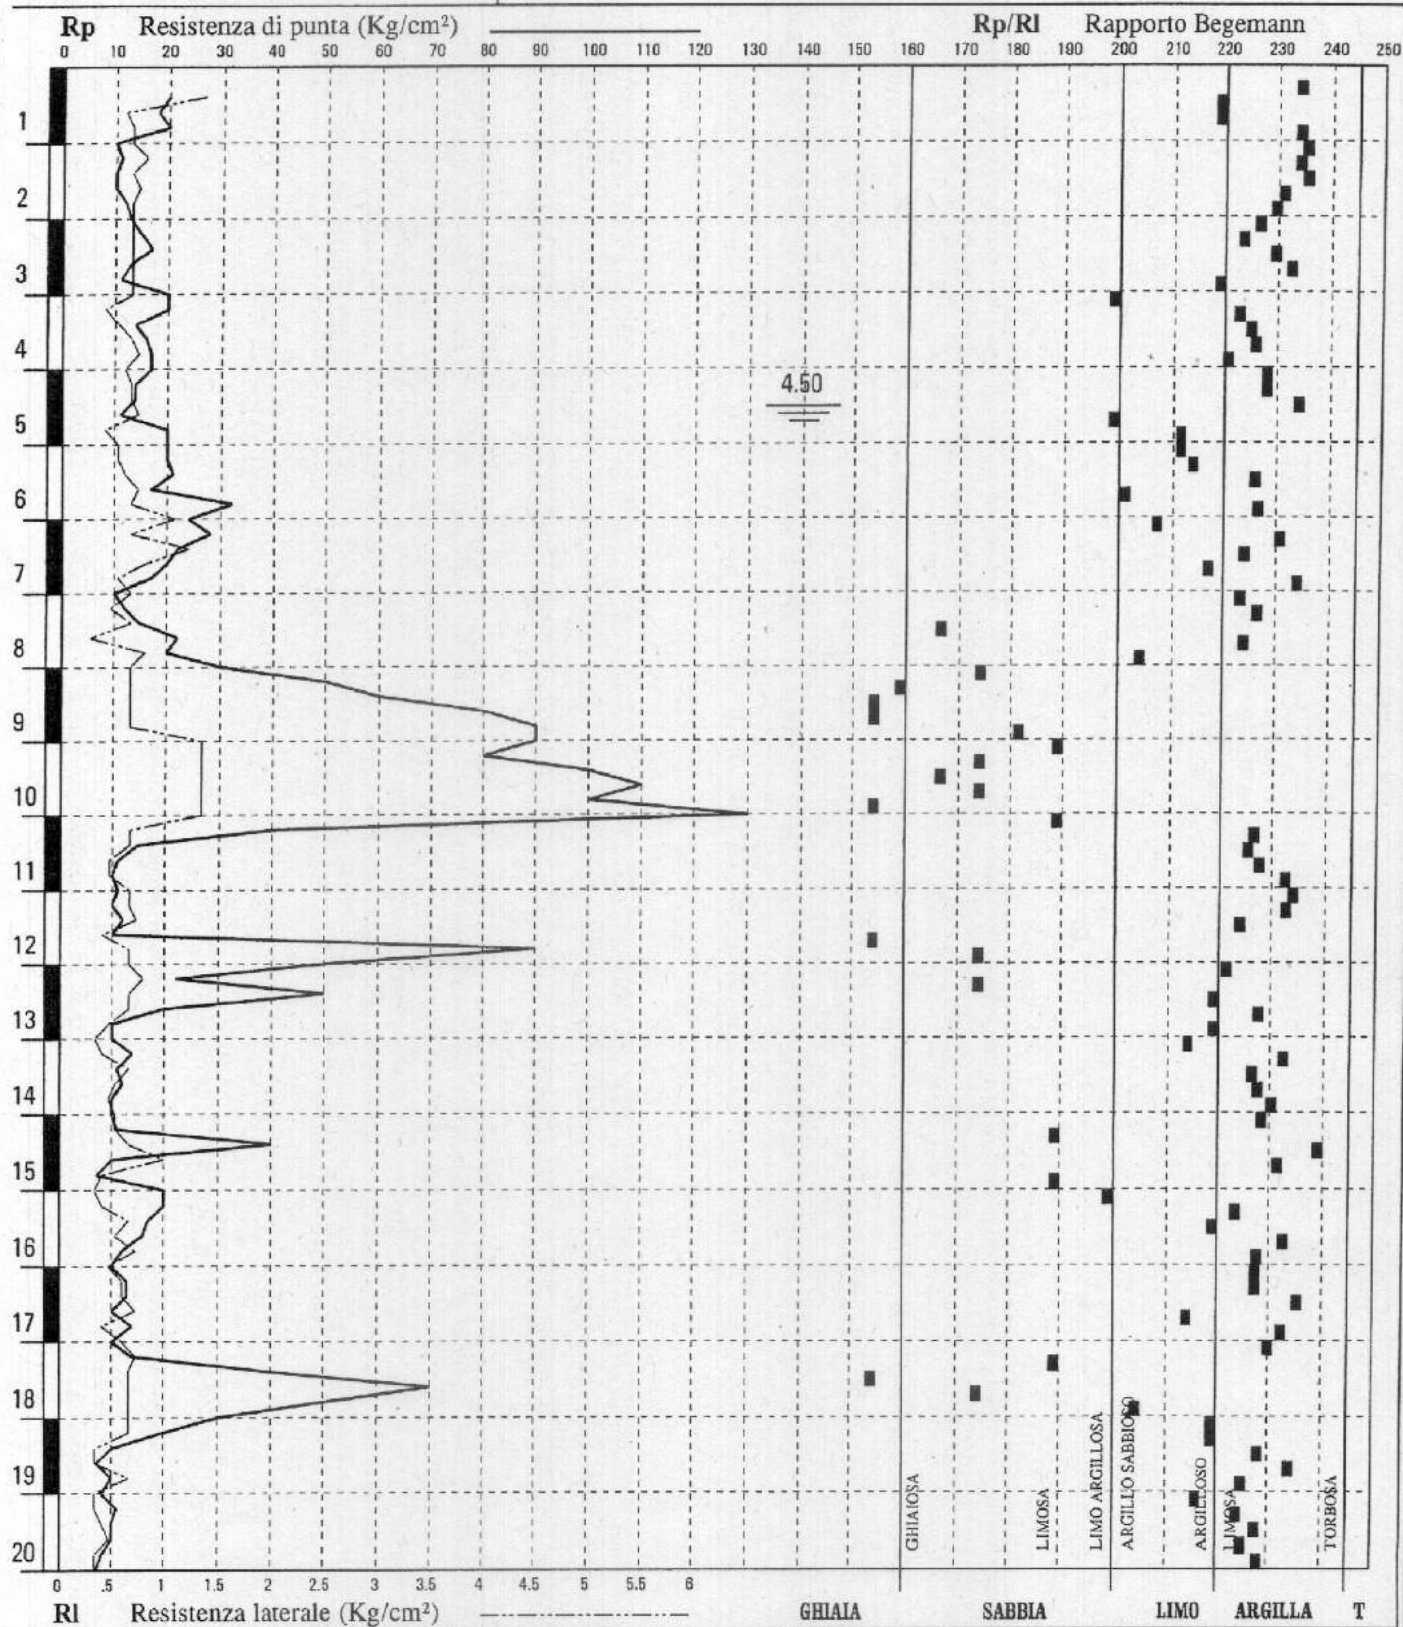 Rp Resistenza di punta (Kg/cm²) Rp/Rl Rapporto Begemann
0 10 20 30 40 50 60 70 80 90 100 110 120 130 140 150 160 170 180 190 200 210 220 230 240 250
1
2
3
4
4.50
5
6
7
8
9
10
11
12
13
14
15
16
17
18
19
20
GHIAIOSA
LIMOSA
LIMO ARGILLOSA
ARGILLO SABBIOSO
ARGILLOSO
LIMOSA
TORBOSA
0 .5 1 1.5 2 2.5 3 3.5 4 4.5 5 5.5 6
Rl Resistenza laterale (Kg/cm²) GHIAIA SABBIA LIMO ARGILLA T